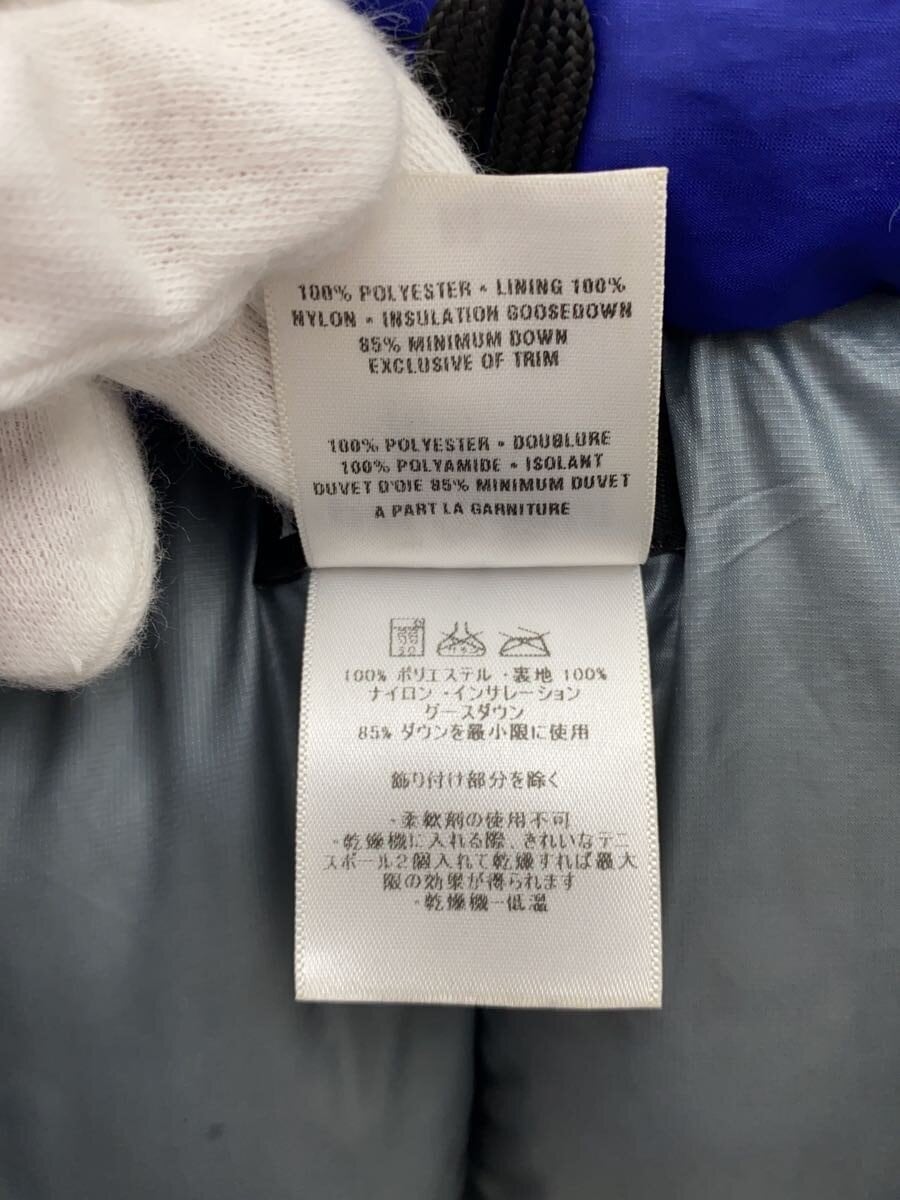 100% POLYESTER • LINING 100%
NYLON • INSULATION GOOSEDOWN
85% MINIMUM DOWN
EXCLUSIVE OF TRIM
100% POLYESTER • DOUBLURE
100% POLYAMIDE • ISOLANT
DUVET D'OIE 85% MINIMUM DUVET
A PART LA GARNITURE
30
100% ポリエステル・裏地 100%
ナイロン・インサレーション
グースダウン
85% ダウンを最小限に使用
飾り付け部分を除く
・柔軟剤の使用不可
・乾燥機に入れる際、きれいなテニ
スボール2個入れて乾燥すれば最大
限の効果が得られます
・乾燥機ー低温